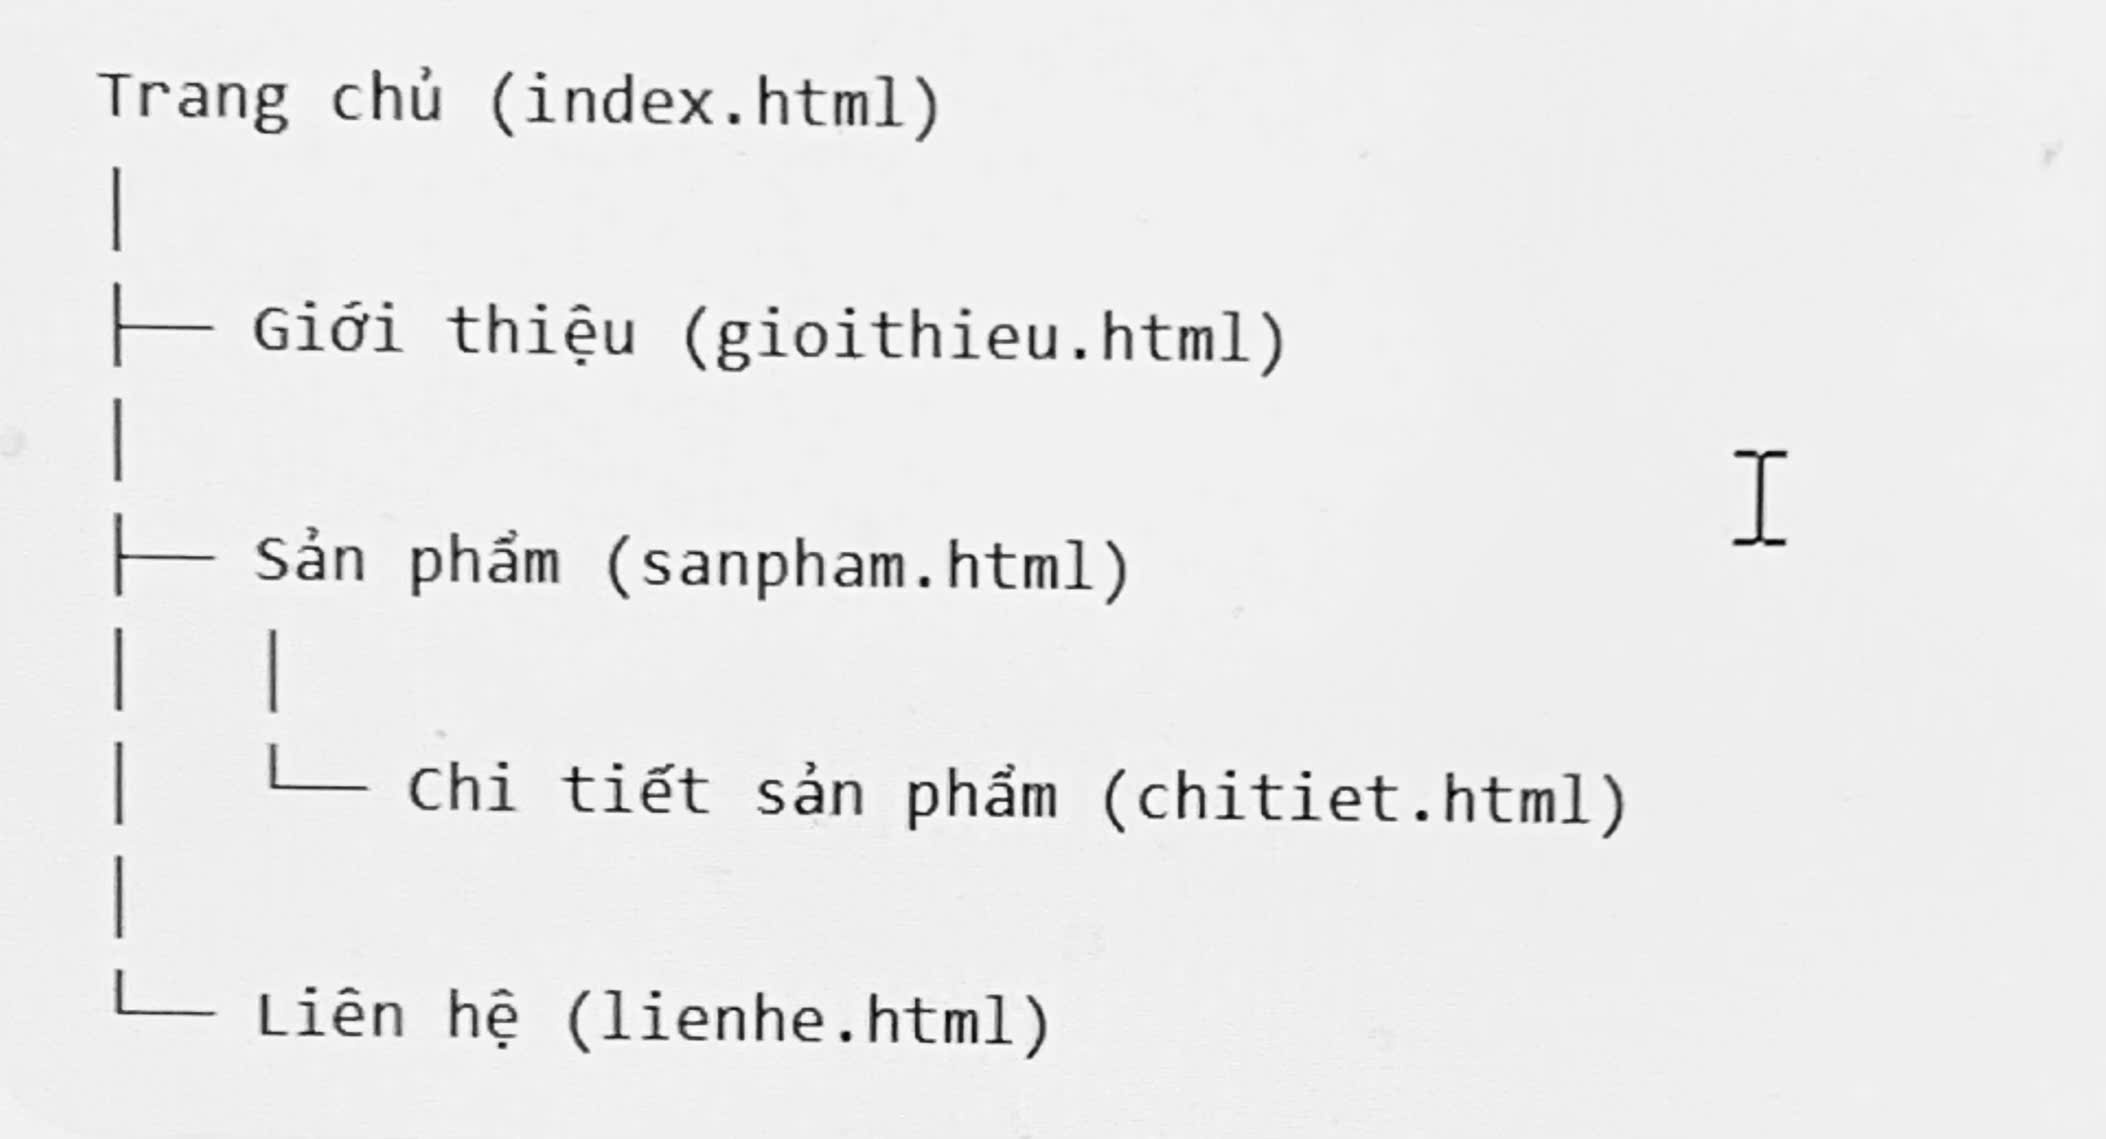 Trang chủ (index.html)
Giới thiệu (gioithieu.html)
Sản phẩm (sanpham.html)
Chi tiết sản phẩm (chitiet.html)
Liên hệ (lienhe.html)